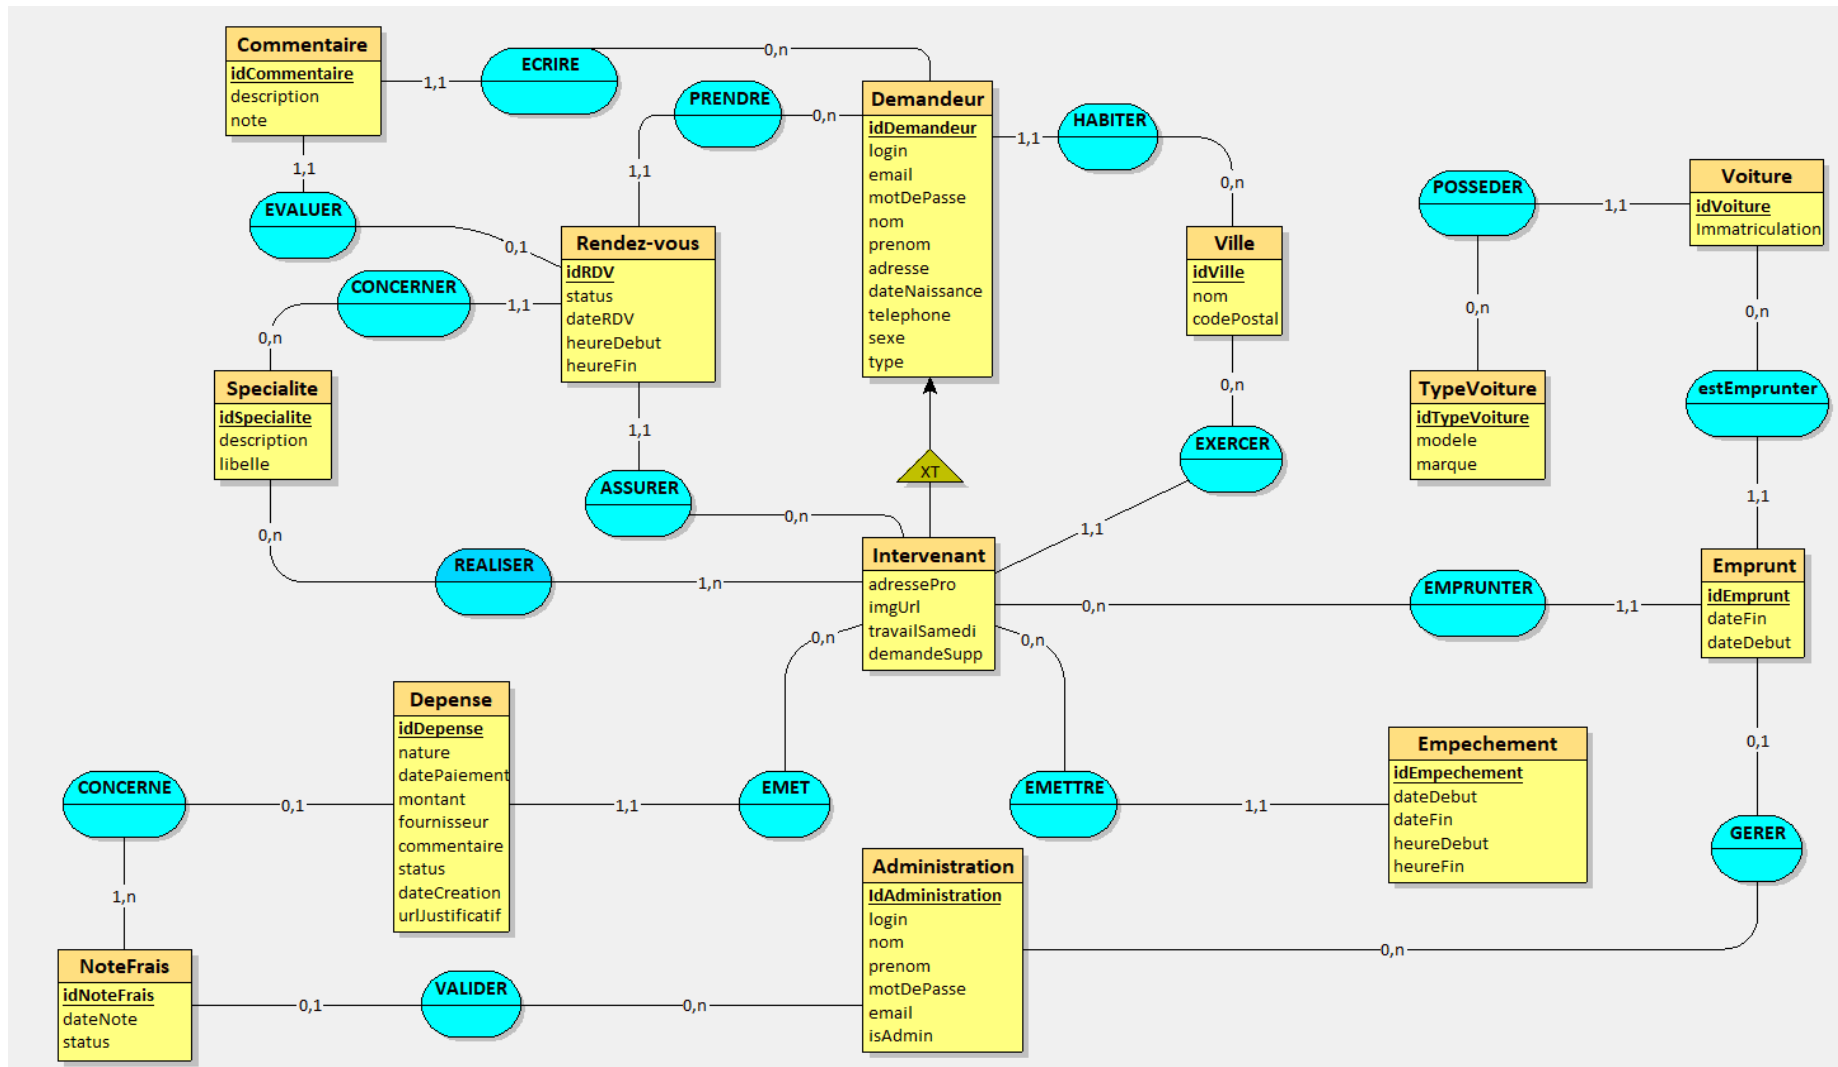 Commentaire
idCommentaire
description
note
1,1
ECRIRE
0,n
PRENDRE
0,n
1,1
Demandeur
idDemandeur
login
email
motDePasse
nom
prenom
adresse
dateNaissance
telephone
sexe
type
1,1
HABITER
0,n
1,1
EVALUER
0,1
Rendez-vous
idRDV
status
dateRDV
heureDebut
heureFin
Ville
idVille
nom
codePostal
POSSEDER
1,1
Voiture
idVoiture
Immatriculation
CONCERNER
1,1
0,n
0,n
0,n
Specialite
idSpecialite
description
libelle
1,1
ASSURER
0,n
XT
0,n
EXERCER
1,1
TypeVoiture
idTypeVoiture
modele
marque
estEmprunter
1,1
0,n
REALISER
1,n
Intervenant
adressePro
imgUrl
travailSamedi
demandeSupp
0,n
EMPRUNTER
1,1
Emprunt
idEmprunt
dateFin
dateDebut
0,n
0,n
Depense
idDepense
nature
datePaiement
montant
fournisseur
commentaire
status
dateCreation
urlJustificatif
CONCERNE
0,1
1,1
EMET
EMETTRE
1,1
Empechement
idEmpechement
dateDebut
dateFin
heureDebut
heureFin
0,1
GERER
1,n
Administration
IdAdministration
login
nom
prenom
motDePasse
email
isAdmin
0,n
NoteFrais
idNoteFrais
dateNote
status
0,1
VALIDER
0,n